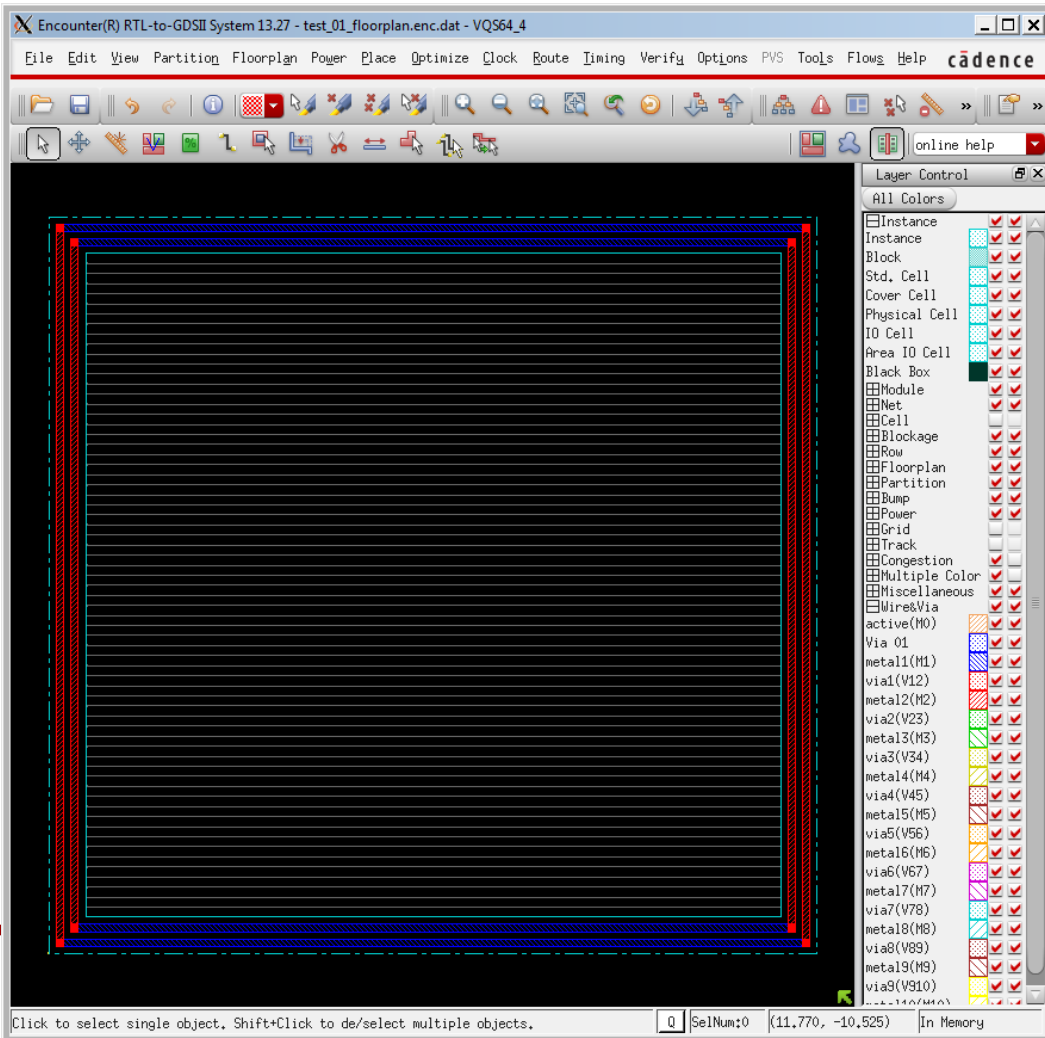 Encounter(R) RTL-to-GDSII System 13.27 - test_01_floorplan.enc.dat - VQS64_4
File Edit View Partition Floorplan Power Place Optimize Clock Route Timing Verify Options PVS Tools Flows Help cādence
» »
online help
Layer Control
All Colors
Instance
Instance
Block
Std. Cell
Cover Cell
Physical Cell
IO Cell
Area IO Cell
Black Box
Module
Net
Cell
Blockage
Row
Floorplan
Partition
Bump
Power
Grid
Track
Congestion
Multiple Color
Miscellaneous
Wire&Via
active(M0)
Via 01
metal1(M1)
via1(V12)
metal2(M2)
via2(V23)
metal3(M3)
via3(V34)
metal4(M4)
via4(V45)
metal5(M5)
via5(V56)
metal6(M6)
via6(V67)
metal7(M7)
via7(V78)
metal8(M8)
via8(V89)
metal9(M9)
via9(V910)
Click to select single object. Shift+Click to de/select multiple objects. Q SelNum:0 (11.770, -10.525) In Memory